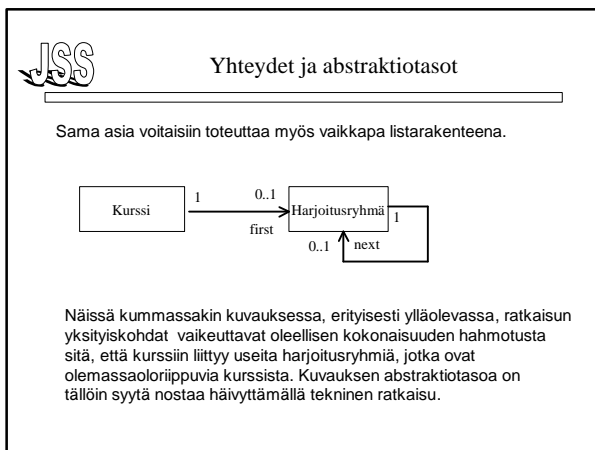 JSS
Yhteydet ja abstraktiotasot
Sama asia voitaisiin toteuttaa myös vaikkapa listarakenteena.
Kurssi
1
0..1
first
Harjoitusryhmä
1
0..1
next
Näissä kummassakin kuvauksessa, erityisesti ylläolevassa, ratkaisun
yksityiskohdat vaikeuttavat oleellisen kokonaisuuden hahmotusta
sitä, että kurssiin liittyy useita harjoitusryhmiä, jotka ovat
olemassaoloriippuvia kurssista. Kuvauksen abstraktiotasoa on
tällöin syytä nostaa häivyttämällä tekninen ratkaisu.